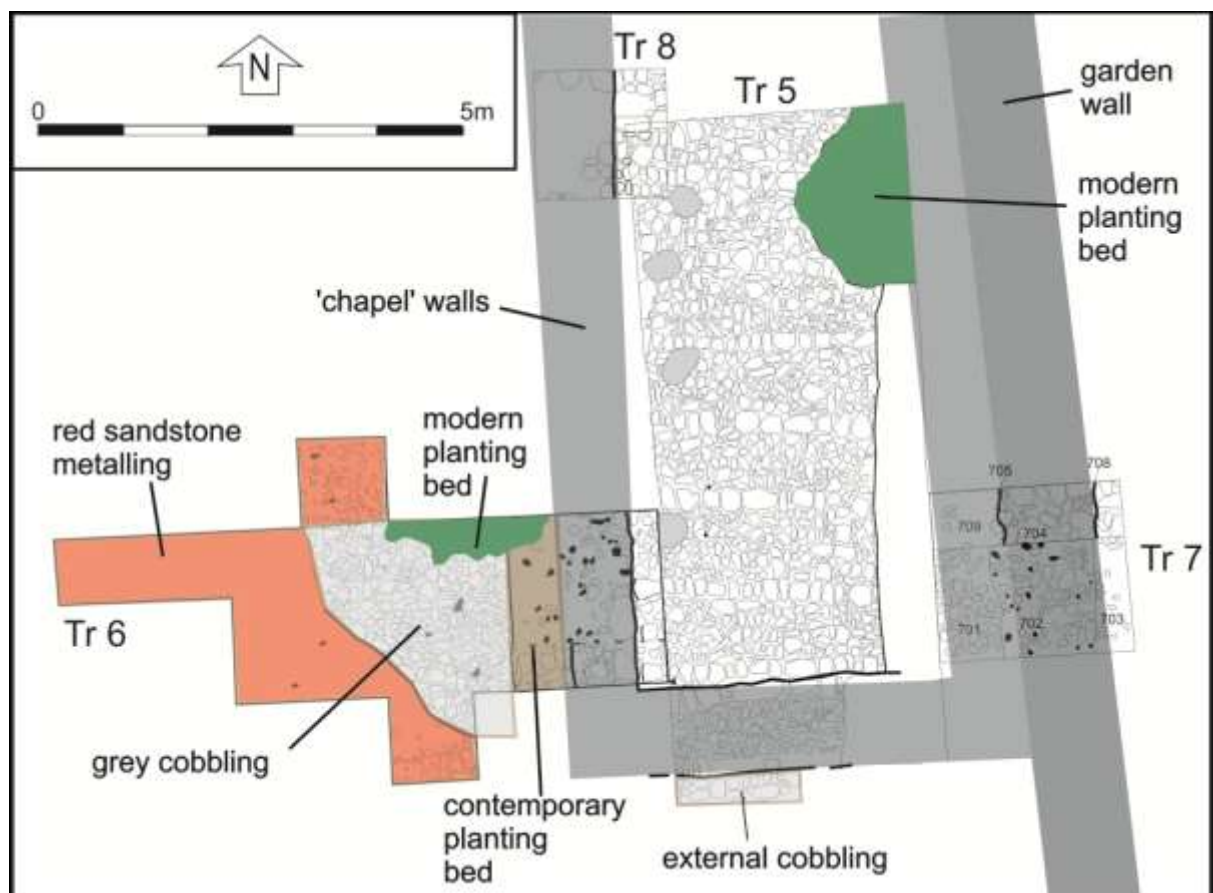 N
0
5m
Tr 8
Tr 5
garden
wall
modern
planting
bed
'chapel' walls
red sandstone
metalling
modern
planting
bed
705
708
709
704
Tr 7
701
702
703
Tr 6
grey cobbling
contemporary
planting
bed
external cobbling